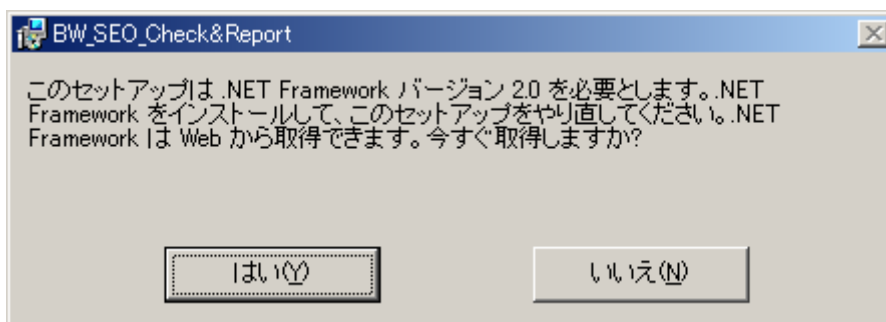 BW_SEO_Check&Report
このセットアップは .NET Framework バージョン 2.0 を必要とします。.NET
Framework をインストールして、このセットアップをやり直してください。.NET
Framework は Web から取得できます。今すぐ取得しますか?
はい(Y)
いいえ(N)